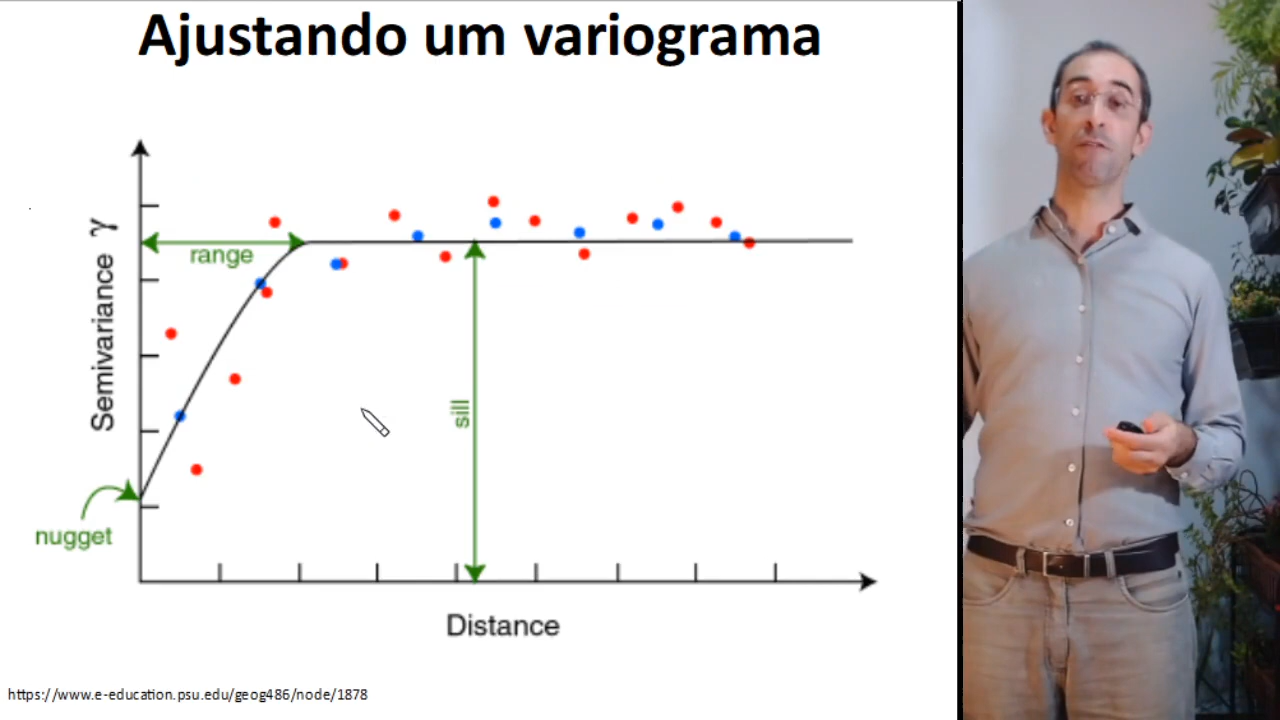 Ajustando um variograma
Semivariance γ
range
sill
nugget
Distance
https://www.e-education.psu.edu/geog486/node/1878